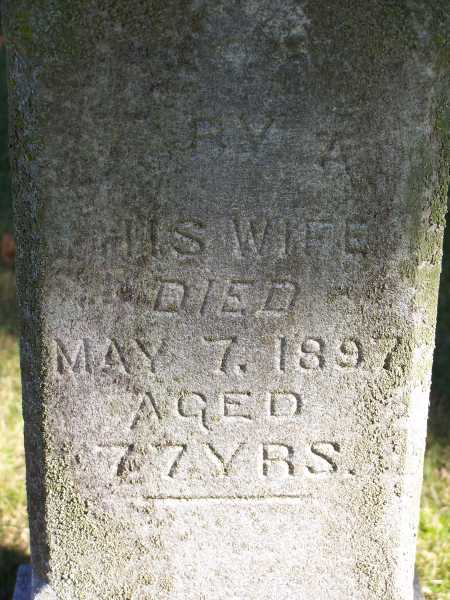 HIS WIFE
DIED
MAY 7, 1897
AGED
77 YRS.